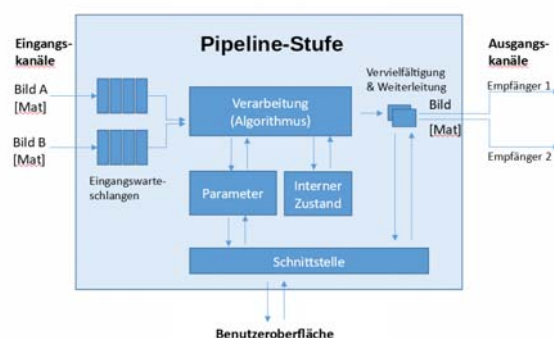 Pipeline-Stufe
Eingangs-
kanäle
Bild A
[Mat]
Bild B
[Mat]
Eingangswarte-
schlangen
Verarbeitung
(Algorithmus)
Parameter
Interner
Zustand
Schnittstelle
Vervielfältigung
& Weiterleitung
Bild
[Mat]
Ausgangs-
kanäle
Empfänger 1
Empfänger 2
Benutzeroberfläche